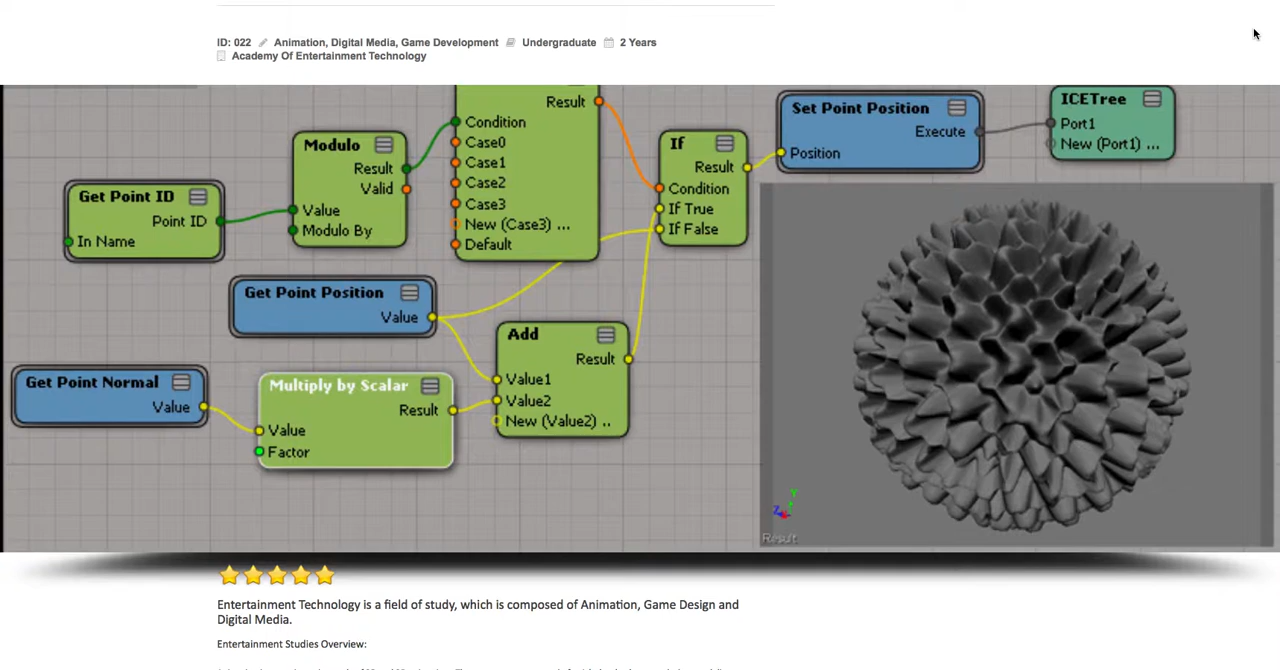 ID: 022 Animation, Digital Media, Game Development Undergraduate 2 Years
Academy Of Entertainment Technology
Result
Condition
Case0
Case1
Case2
Case3
New (Case3) ...
Default
Modulo
Result
Valid
Value
Modulo By
Get Point ID
Point ID
In Name
If
Result
Condition
If True
If False
Set Point Position
Execute
Position
ICETree
Port1
New (Port1) ...
Get Point Position
Value
Add
Result
Value1
Value2
New (Value2) ..
Get Point Normal
Value
Multiply by Scalar
Result
Value
Factor
Y
Z
Result
Entertainment Technology is a field of study, which is composed of Animation, Game Design and
Digital Media.
Entertainment Studies Overview: